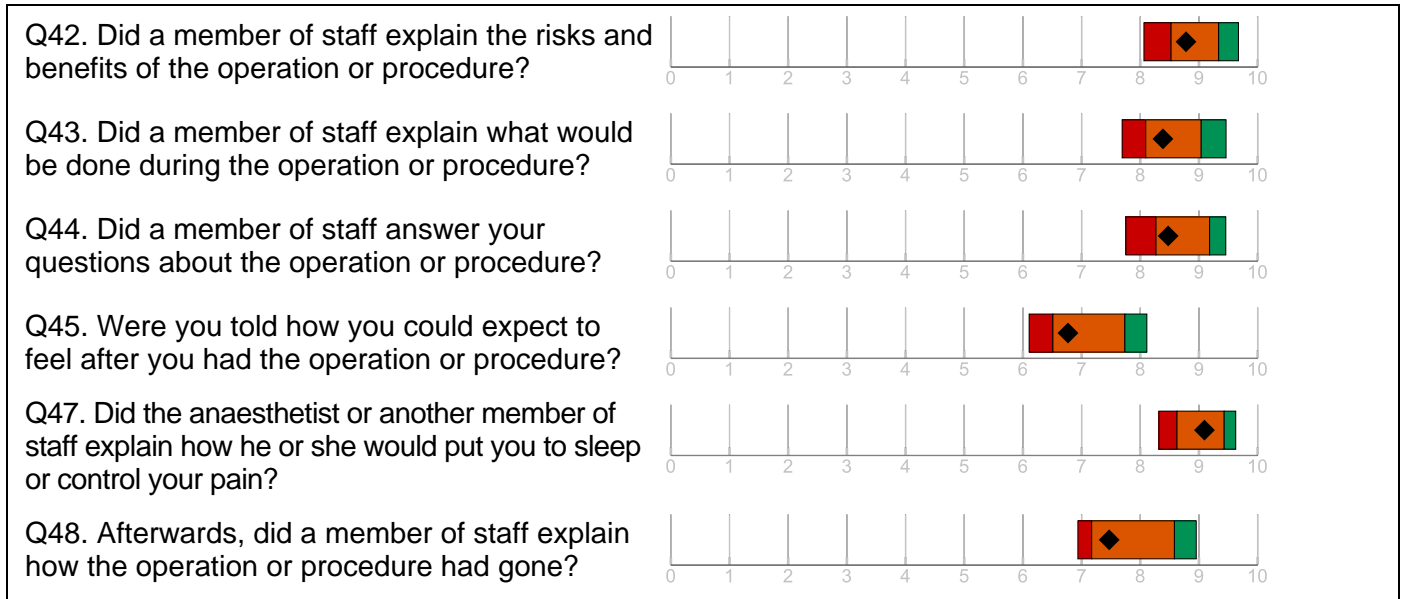 Q42. Did a member of staff explain the risks and
benefits of the operation or procedure?
0 1 2 3 4 5 6 7 8 9 10
Q43. Did a member of staff explain what would
be done during the operation or procedure?
0 1 2 3 4 5 6 7 8 9 10
Q44. Did a member of staff answer your
questions about the operation or procedure?
0 1 2 3 4 5 6 7 8 9 10
Q45. Were you told how you could expect to
feel after you had the operation or procedure?
0 1 2 3 4 5 6 7 8 9 10
Q47. Did the anaesthetist or another member of
staff explain how he or she would put you to sleep
or control your pain?
0 1 2 3 4 5 6 7 8 9 10
Q48. Afterwards, did a member of staff explain
how the operation or procedure had gone?
0 1 2 3 4 5 6 7 8 9 10